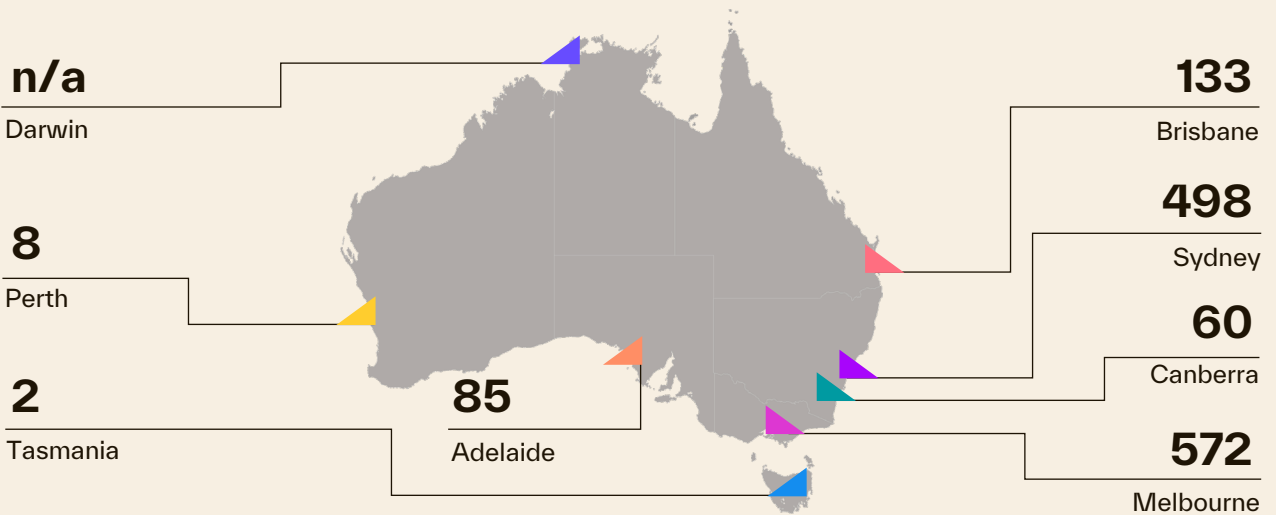 n/a
Darwin
8
Perth
2
Tasmania
85
Adelaide
133
Brisbane
498
Sydney
60
Canberra
572
Melbourne